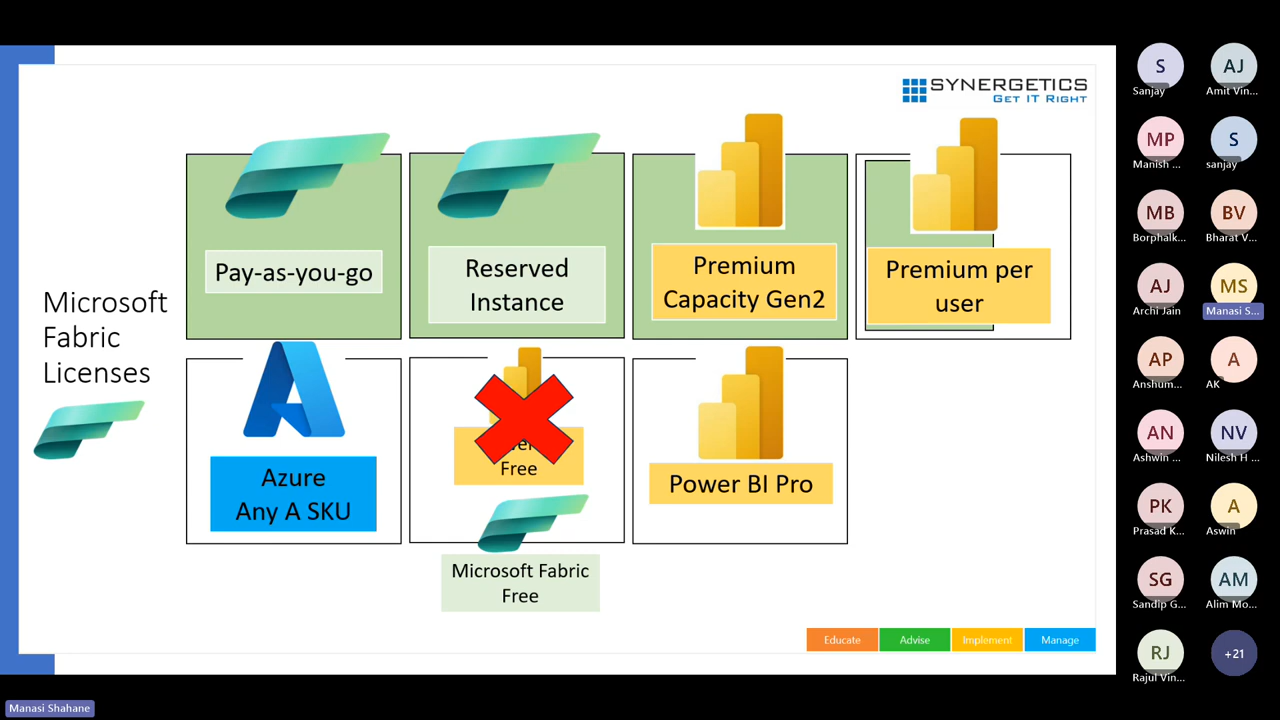 SYNERGETICS
GET IT RIGHT
Microsoft
Fabric
Licenses
Pay-as-you-go
Reserved
Instance
Premium
Capacity Gen2
Premium per
user
Azure
Any A SKU
Free
Microsoft Fabric
Free
Power BI Pro
Educate
Advise
Implement
Manage
S
Sanjay
AJ
Amit Vin...
MP
Manish ...
S
sanjay
MB
Borphalk...
BV
Bharat V...
AJ
Archi Jain
MS
Manasi S...
AP
Anshum...
A
AK
AN
Ashwin ...
NV
Nilesh H ...
PK
Prasad K...
A
Aswin
SG
Sandip G...
AM
Alim Mo...
RJ
Rajul Vin...
+21
Manasi Shahane